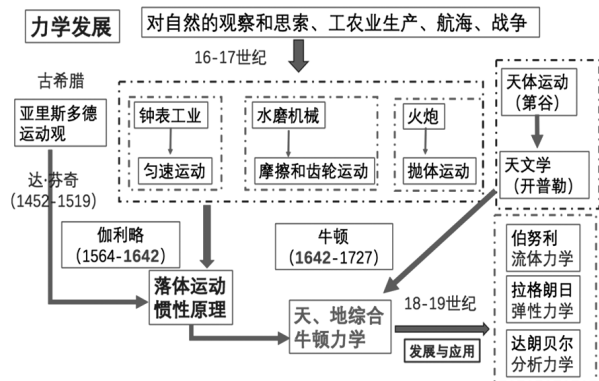 力学发展
对自然的观察和思索、工农业生产、航海、战争
16-17世纪
古希腊
亚里斯多德
运动观
钟表工业
匀速运动
水磨机械
摩擦和齿轮运动
火炮
抛体运动
天体运动
（第谷）
天文学
（开普勒）
达·芬奇
（1452-1519）
伽利略
（1564-1642）
牛顿
（1642-1727）
落体运动
惯性原理
天、地综合
牛顿力学
18-19世纪
发展与应用
伯努利
流体力学
拉格朗日
弹性力学
达朗贝尔
分析力学